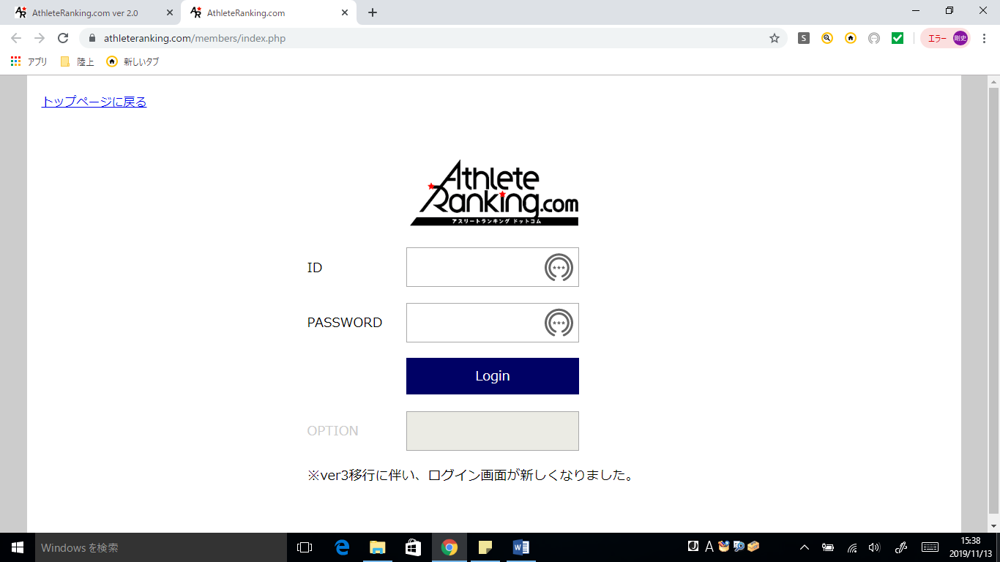 AthleteRanking.com ver 2.0
AthleteRanking.com
athleteranking.com/members/index.php
S
エラー
剛史
アプリ
陸上
新しいタブ
トップページに戻る
Athlete
Ranking.com
アスリートランキング ドットコム
ID
PASSWORD
Login
OPTION
※ver3移行に伴い、ログイン画面が新しくなりました。
Windows を検索
A
15:38
2019/11/13